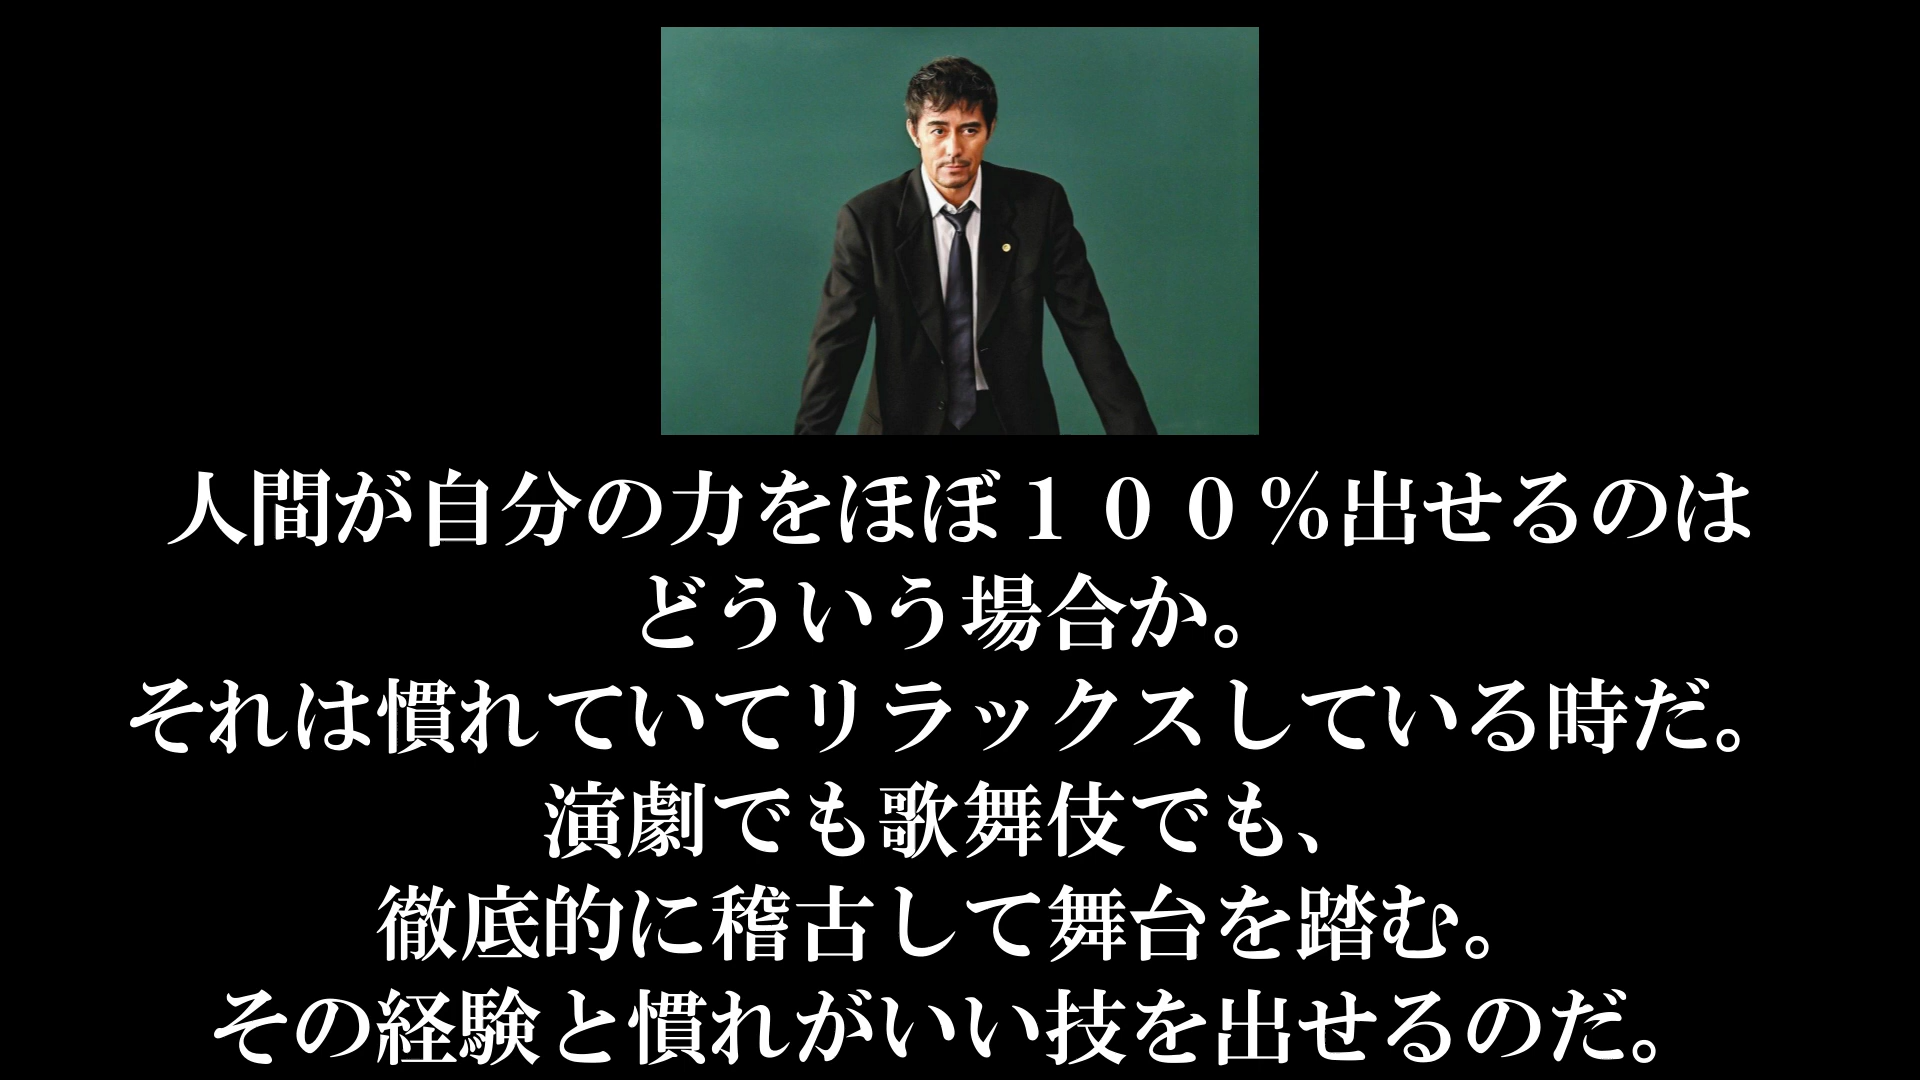 人間が自分の力をほぼ１００％出せるのは
どういう場合か。
それは慣れていてリラックスしている時だ。
演劇でも歌舞伎でも、
徹底的に稽古して舞台を踏む。
その経験と慣れがいい技を出せるのだ。